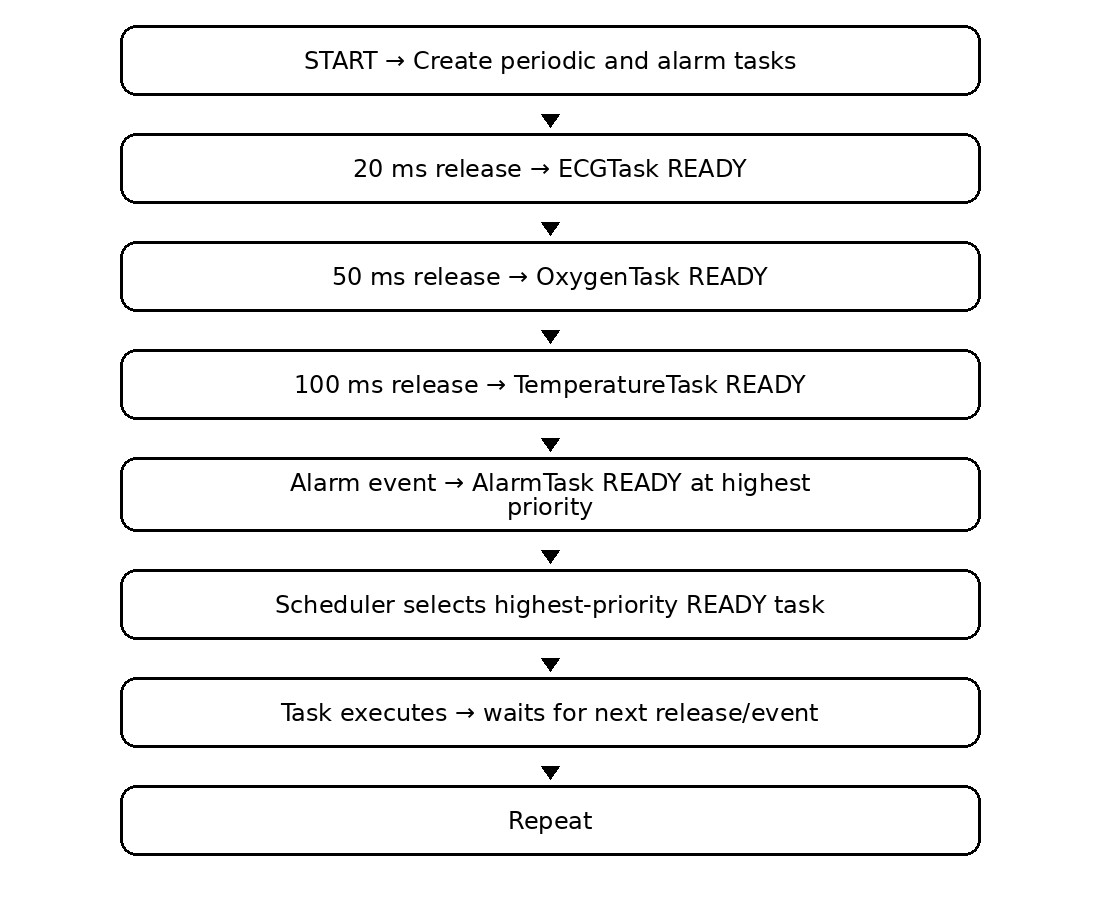 START → Create periodic and alarm tasks
20 ms release → ECGTask READY
50 ms release → OxygenTask READY
100 ms release → TemperatureTask READY
Alarm event → AlarmTask READY at highest
priority
Scheduler selects highest-priority READY task
Task executes → waits for next release/event
Repeat